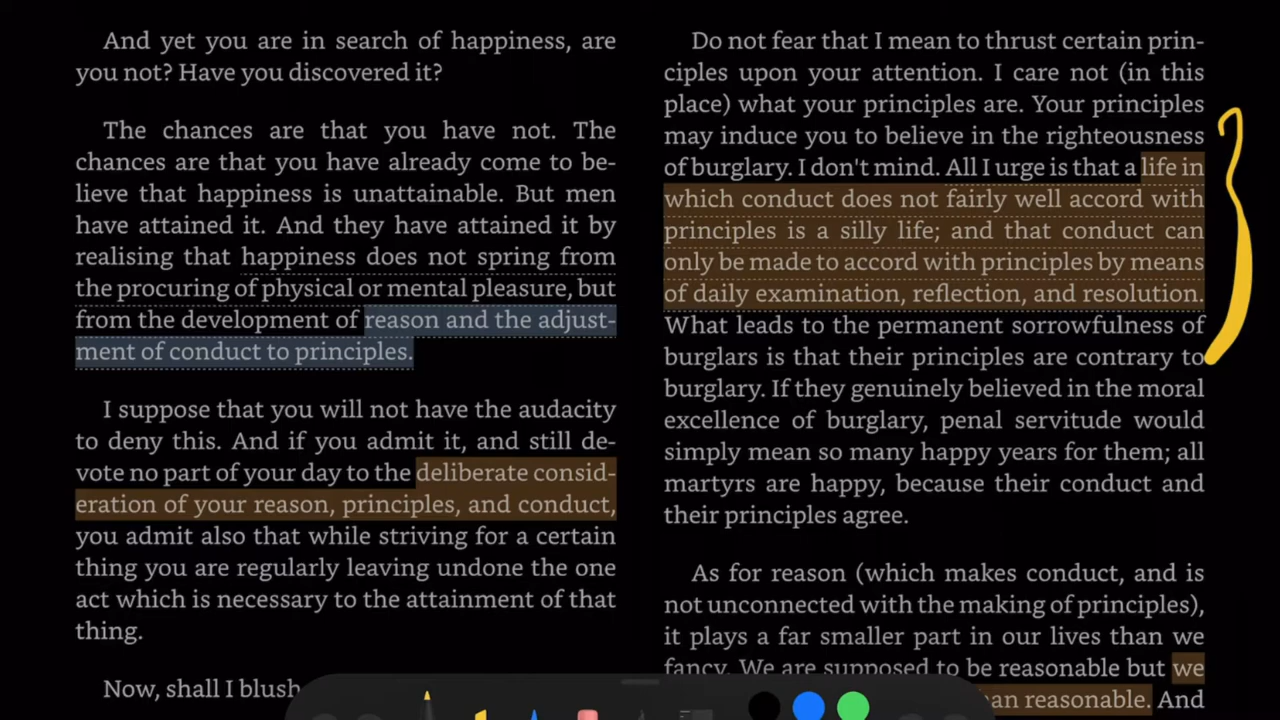 And yet you are in search of happiness, are
you not? Have you discovered it?
The chances are that you have not. The
chances are that you have already come to be-
lieve that happiness is unattainable. But men
have attained it. And they have attained it by
realising that happiness does not spring from
the procuring of physical or mental pleasure, but
from the development of reason and the adjust-
ment of conduct to principles.
I suppose that you will not have the audacity
to deny this. And if you admit it, and still de-
vote no part of your day to the deliberate consid-
eration of your reason, principles, and conduct,
you admit also that while striving for a certain
thing you are regularly leaving undone the one
act which is necessary to the attainment of that
thing.
Now, shall I blush
Do not fear that I mean to thrust certain prin-
ciples upon your attention. I care not (in this
place) what your principles are. Your principles
may induce you to believe in the righteousness
of burglary. I don't mind. All I urge is that a life in
which conduct does not fairly well accord with
principles is a silly life; and that conduct can
only be made to accord with principles by means
of daily examination, reflection, and resolution.
What leads to the permanent sorrowfulness of
burglars is that their principles are contrary to
burglary. If they genuinely believed in the moral
excellence of burglary, penal servitude would
simply mean so many happy years for them; all
martyrs are happy, because their conduct and
their principles agree.
As for reason (which makes conduct, and is
not unconnected with the making of principles),
it plays a far smaller part in our lives than we
fancy. We are supposed to be reasonable but we
reasonable. And